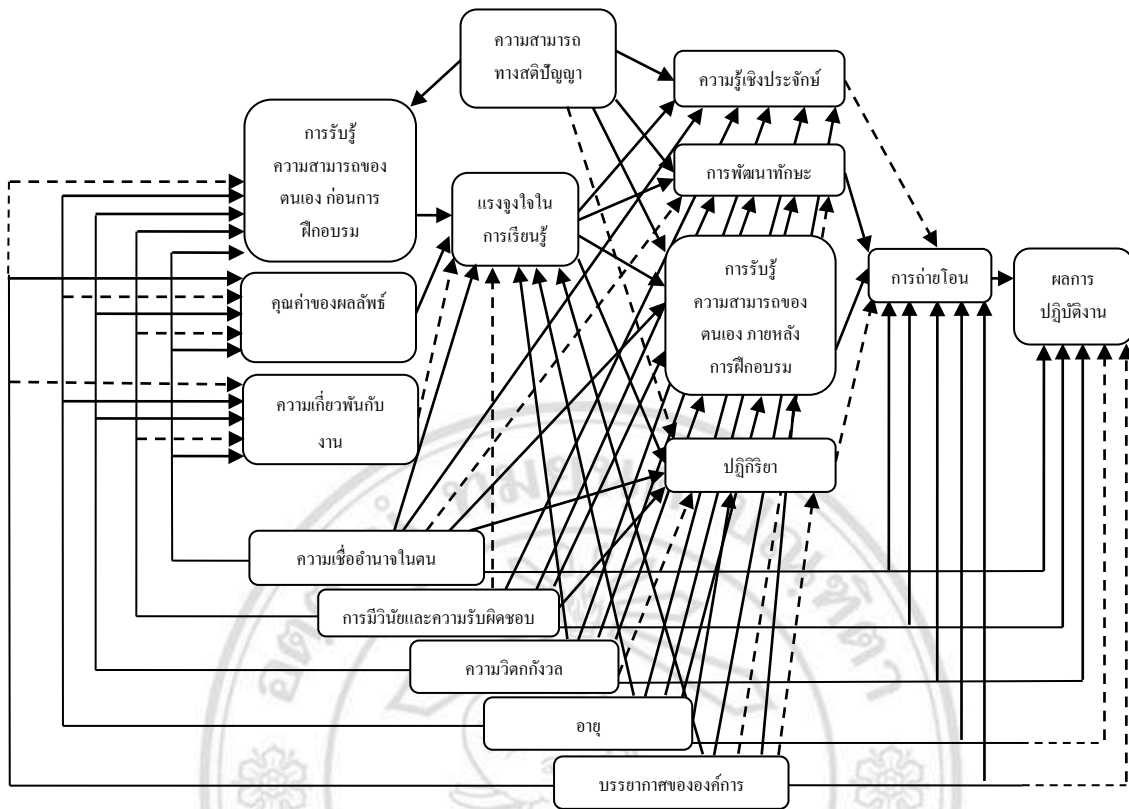 ความสามารถ
ทางสติปัญญา
ความรู้เชิงประจักษ์
การรับรู้
ความสามารถของ
ตนเอง ก่อนการ
ฝึกอบรม
การพัฒนาทักษะ
แรงจูงใจใน
การเรียนรู้
การรับรู้
ความสามารถของ
ตนเอง ภายหลัง
การฝึกอบรม
การถ่ายโอน
ผลการ
ปฏิบัติงาน
คุณค่าของผลลัพธ์
ความเกี่ยวพันกับ
งาน
ปฏิกิริยา
ความเชื่ออำนาจในตน
การมีวินัยและความรับผิดชอบ
ความวิตกกังวล
อายุ
บรรยากาศขององค์การ